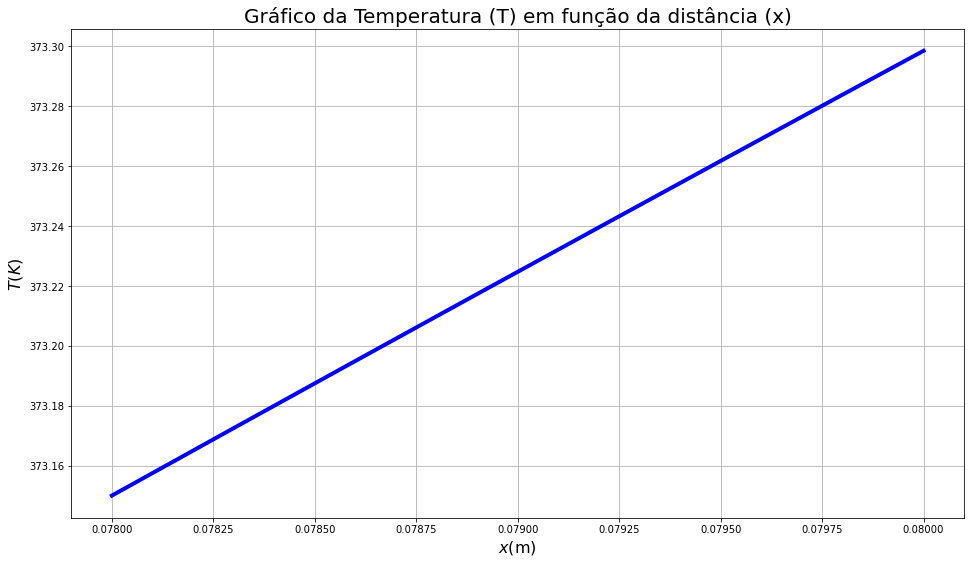 Gráfico da Temperatura (T) em função da distância (x)
373.30
373.28
373.26
373.24
373.22
373.20
373.18
373.16
T(K)
0.07800 0.07825 0.07850 0.07875 0.07900 0.07925 0.07950 0.07975 0.08000
x(m)